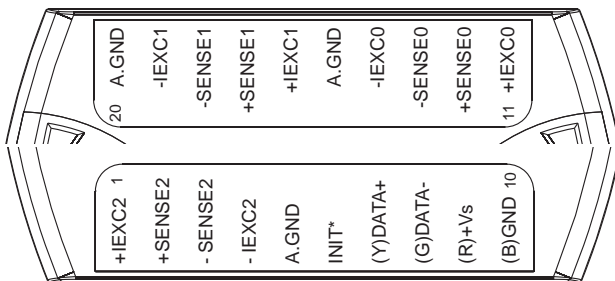 20 A.GND
-IEXC1
-SENSE1
+SENSE1
+IEXC1
A.GND
-IEXC0
-SENSE0
+SENSE0
11 +IEXC0
+IEXC2 1
+SENSE2
- SENSE2
- IEXC2
A.GND
INIT*
(Y)DATA+
(G)DATA-
(R)+Vs
(B)GND 10